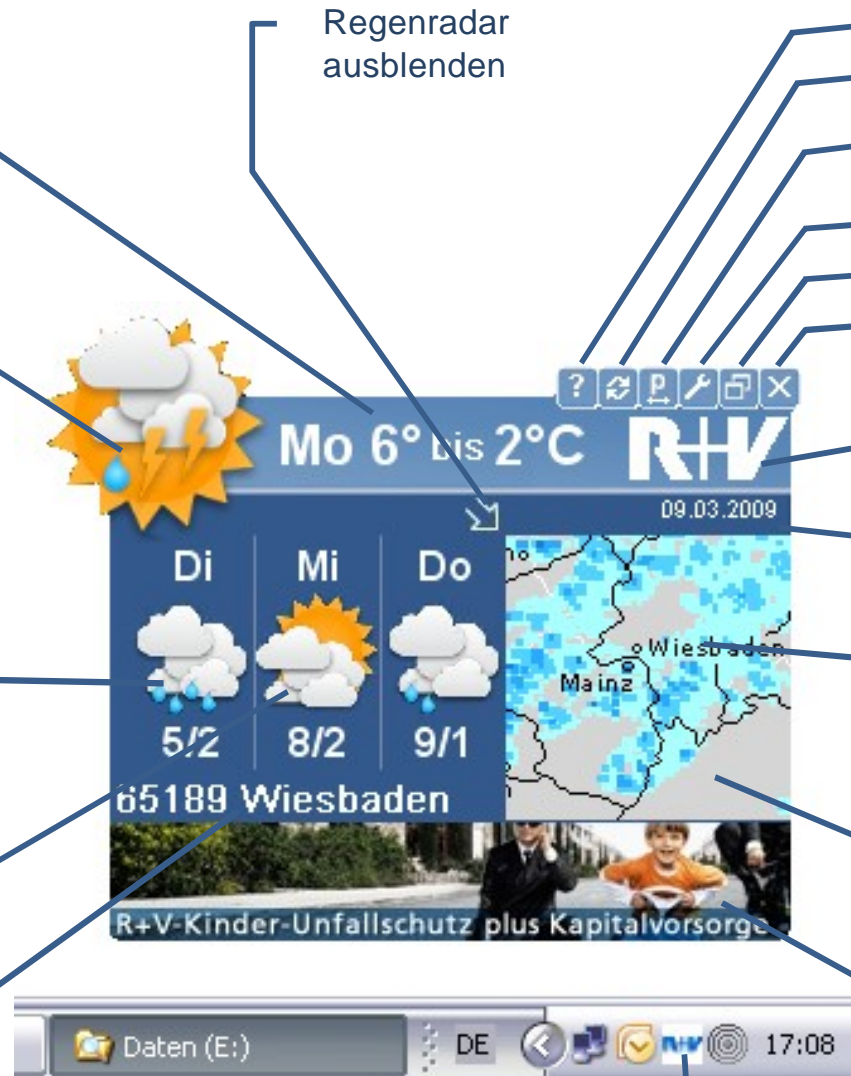 Regenradar
ausblenden
?
P
Mo 6° bis 2°C
R+V
09.03.2009
Di Mi Do
Wiesbaden
Mainz
5/2 8/2 9/1
65189 Wiesbaden
R+V-Kinder-Unfallschutz plus Kapitalvorsorge
Daten (E:) DE R+V 17:08